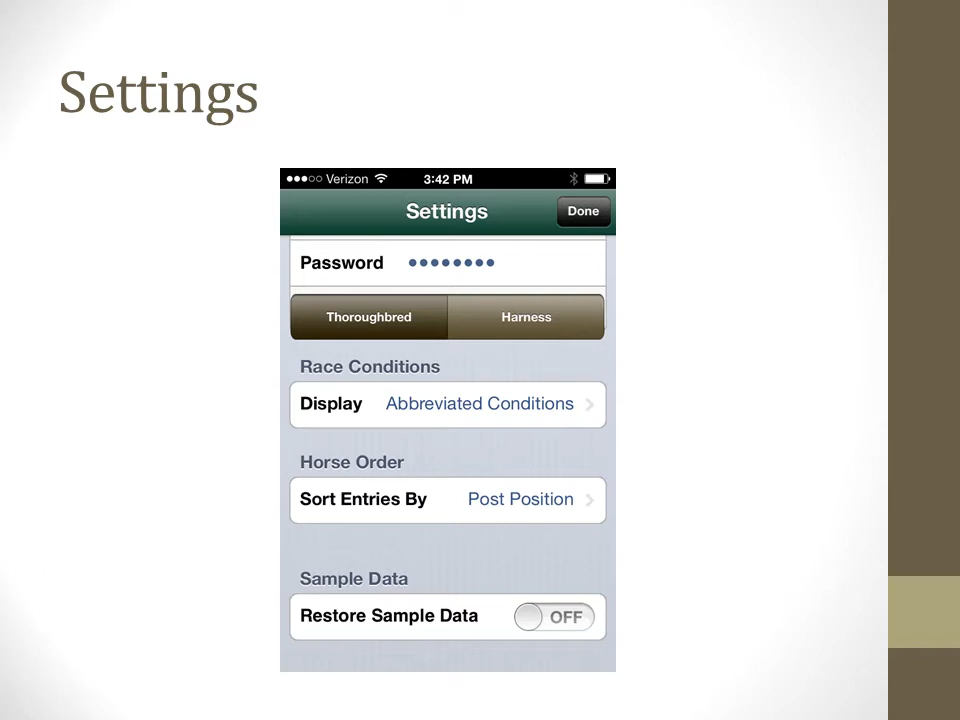 Settings
Verizon 3:42 PM
Settings Done
Password ●●●●●●●●
Thoroughbred Harness
Race Conditions
Display Abbreviated Conditions
Horse Order
Sort Entries By Post Position
Sample Data
Restore Sample Data OFF